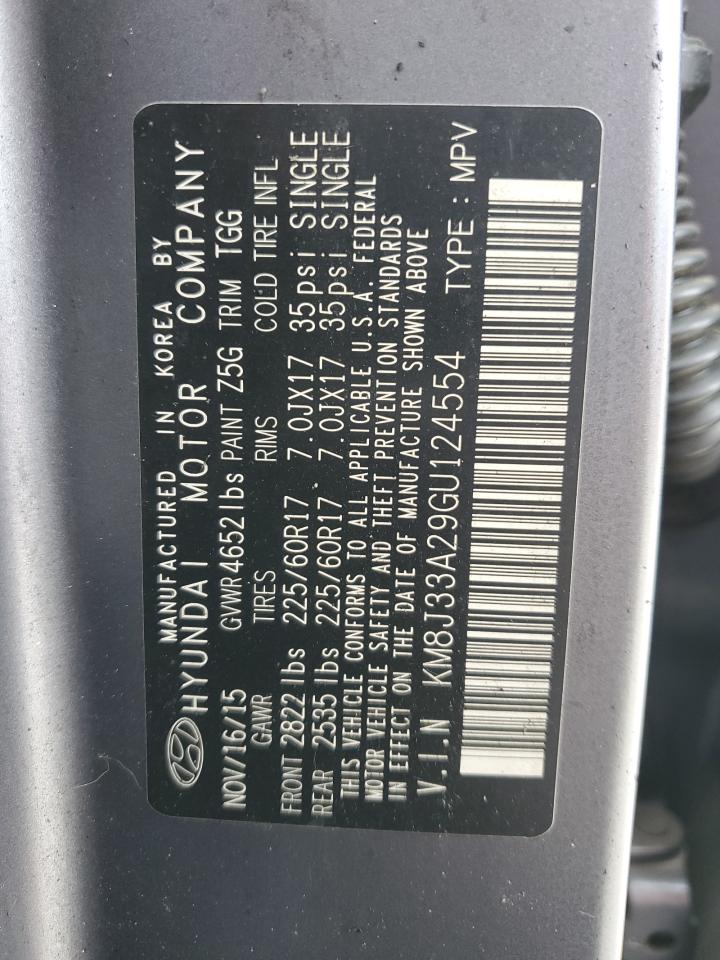 MANUFACTURED IN KOREA BY
HYUNDAI MOTOR COMPANY
NOV/16/15 GVWR 4652 lbs PAINT Z5G TRIM TGG
GAWR TIRES RIMS COLD TIRE INFL
FRONT 2822 lbs 225/60R17 7.0JX17 35psi SINGLE
REAR 2535 lbs 225/60R17 7.0JX17 35psi SINGLE
THIS VEHICLE CONFORMS TO ALL APPLICABLE U.S.A. FEDERAL
MOTOR VEHICLE SAFETY AND THEFT PREVENTION STANDARDS
IN EFFECT ON THE DATE OF MANUFACTURE SHOWN ABOVE
V.I.N KM8J33A29GU124554 TYPE : MPV